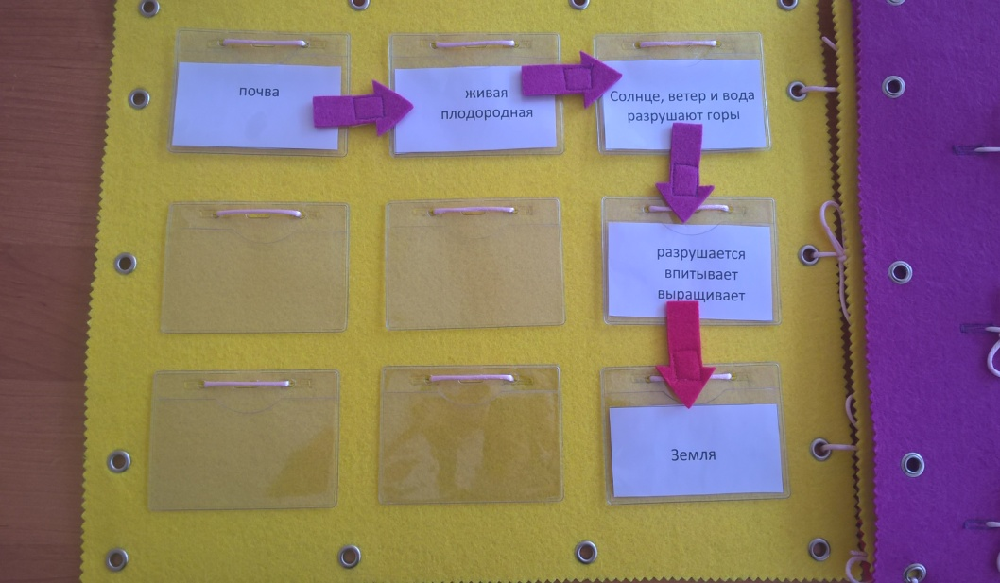 почва
живая
плодородная
Солнце, ветер и вода
разрушают горы
разрушается
впитывает
выращивает
Земля